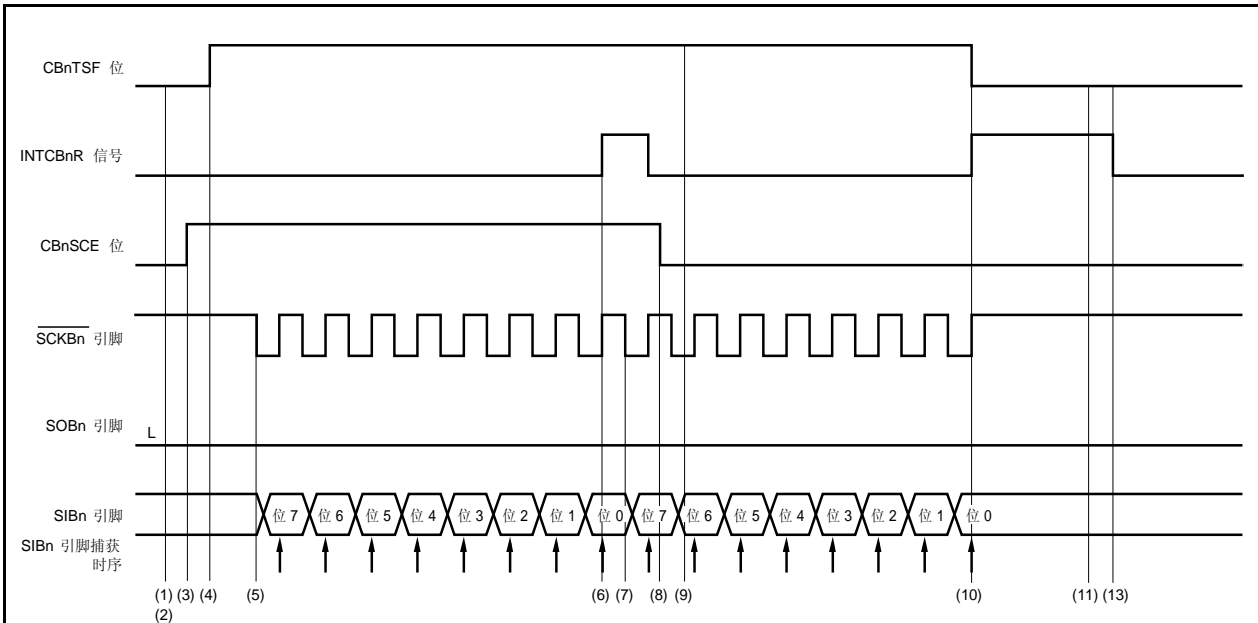 CBnTSF 位
INTCBnR 信号
CBnSCE 位
SCKBn 引脚
SOBn 引脚 L
SIBn 引脚 位 7 位 6 位 5 位 4 位 3 位 2 位 1 位 0 位 7 位 6 位 5 位 4 位 3 位 2 位 1 位 0
SIBn 引脚捕获
时序
(1) (3) (4) (5) (6) (7) (8) (9) (10) (11) (13)
(2)